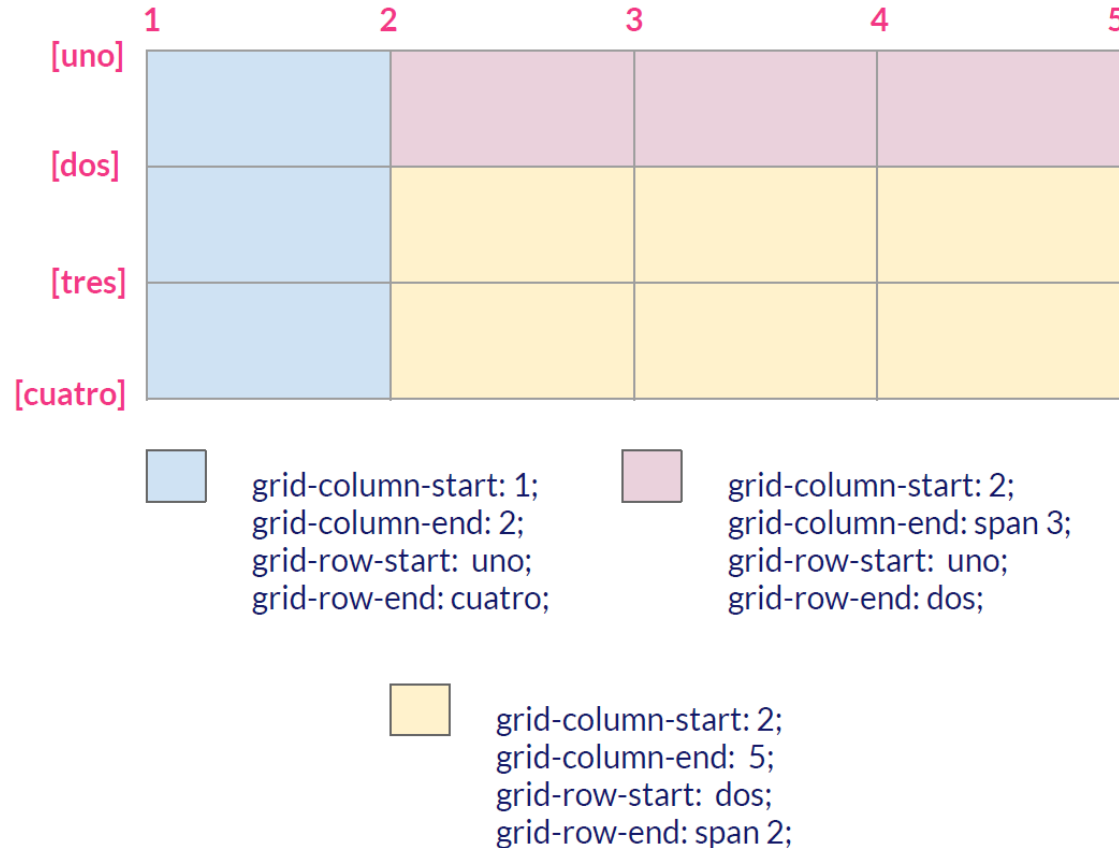 1 2 3 4 5
[uno]
[dos]
[tres]
[cuatro]
grid-column-start: 1;
grid-column-end: 2;
grid-row-start: uno;
grid-row-end: cuatro;
grid-column-start: 2;
grid-column-end: span 3;
grid-row-start: uno;
grid-row-end: dos;
grid-column-start: 2;
grid-column-end: 5;
grid-row-start: dos;
grid-row-end: span 2;